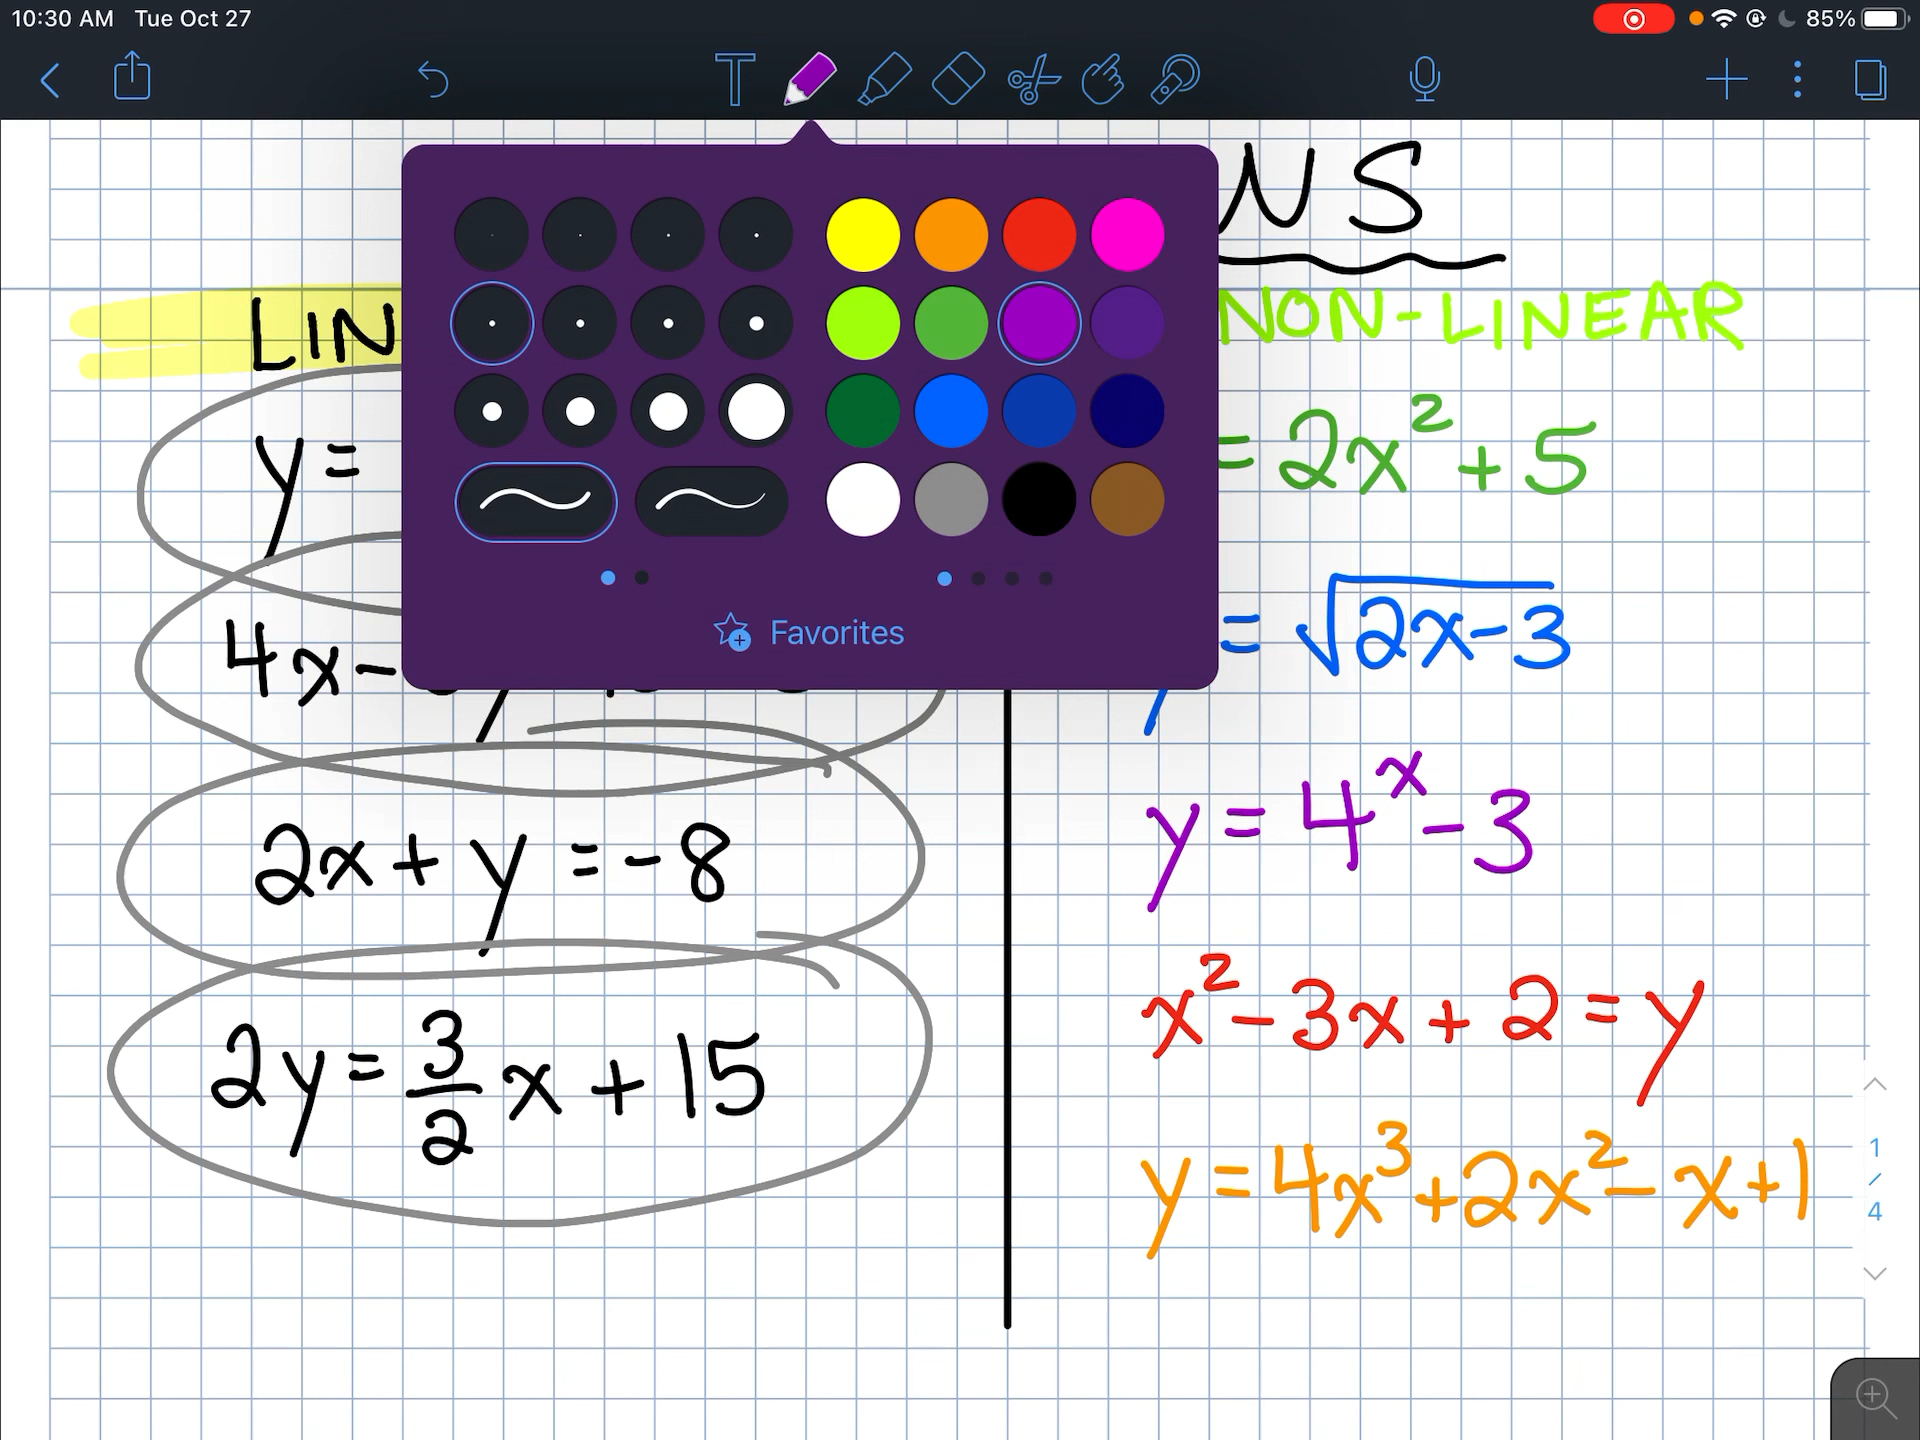 10:30 AM Tue Oct 27
85%
NS
LIN
NON-LINEAR
y=
= 2x² + 5
4x-
= √2x-3
Favorites
2x + y = -8
y = 4ˣ - 3
2y = 3/2 x + 15
x² - 3x + 2 = y
y = 4x³ + 2x² - x + 1
1
/
4